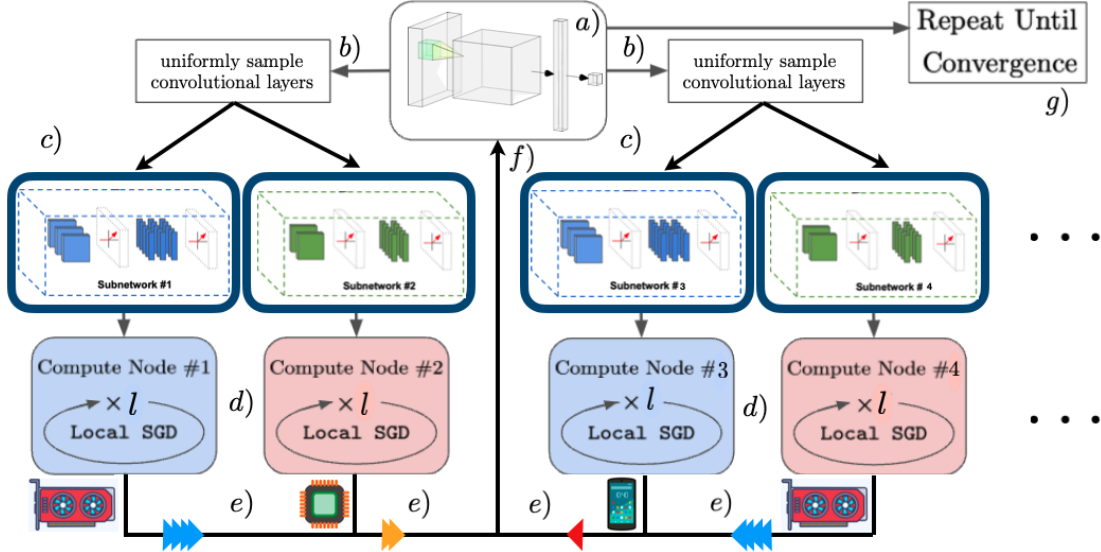 a)
Repeat Until
Convergence
g)
b)
uniformly sample
convolutional layers
b)
uniformly sample
convolutional layers
c)
f)
c)
Subnetwork #1
Subnetwork #2
Subnetwork #3
Subnetwork # 4
. . .
Compute Node #1
× l
Local SGD
d)
Compute Node #2
× l
Local SGD
Compute Node #3
× l
Local SGD
d)
Compute Node #4
× l
Local SGD
. . .
e)
e)
e)
e)